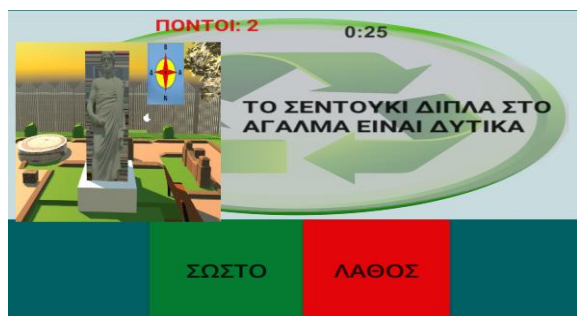 ΠΟΝΤΟΙ: 2
0:25
Β
Δ Α
Ν
ΤΟ ΣΕΝΤΟΥΚΙ ΔΙΠΛΑ ΣΤΟ
ΑΓΑΛΜΑ ΕΙΝΑΙ ΔΥΤΙΚΑ
ΣΩΣΤΟ
ΛΑΘΟΣ